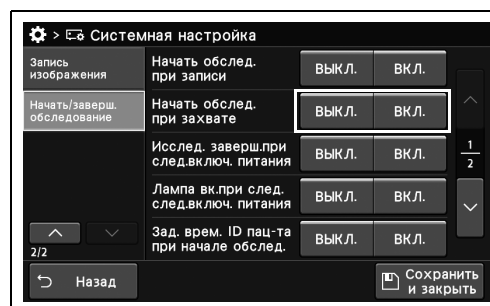 > Системная настройка
Запись
изображения
Начать/заверш.
обследование
2/2
Начать обслед.
при записи
ВЫКЛ. ВКЛ.
Начать обслед.
при захвате
ВЫКЛ. ВКЛ.
Исслед. заверш.при
след.включ. питания
ВЫКЛ. ВКЛ.
Лампа вк.при след.
след.включ. питания
ВЫКЛ. ВКЛ.
Зад. врем. ID пац-та
при начале обслед.
ВЫКЛ. ВКЛ.
1
2
Назад
Сохранить
и закрыть